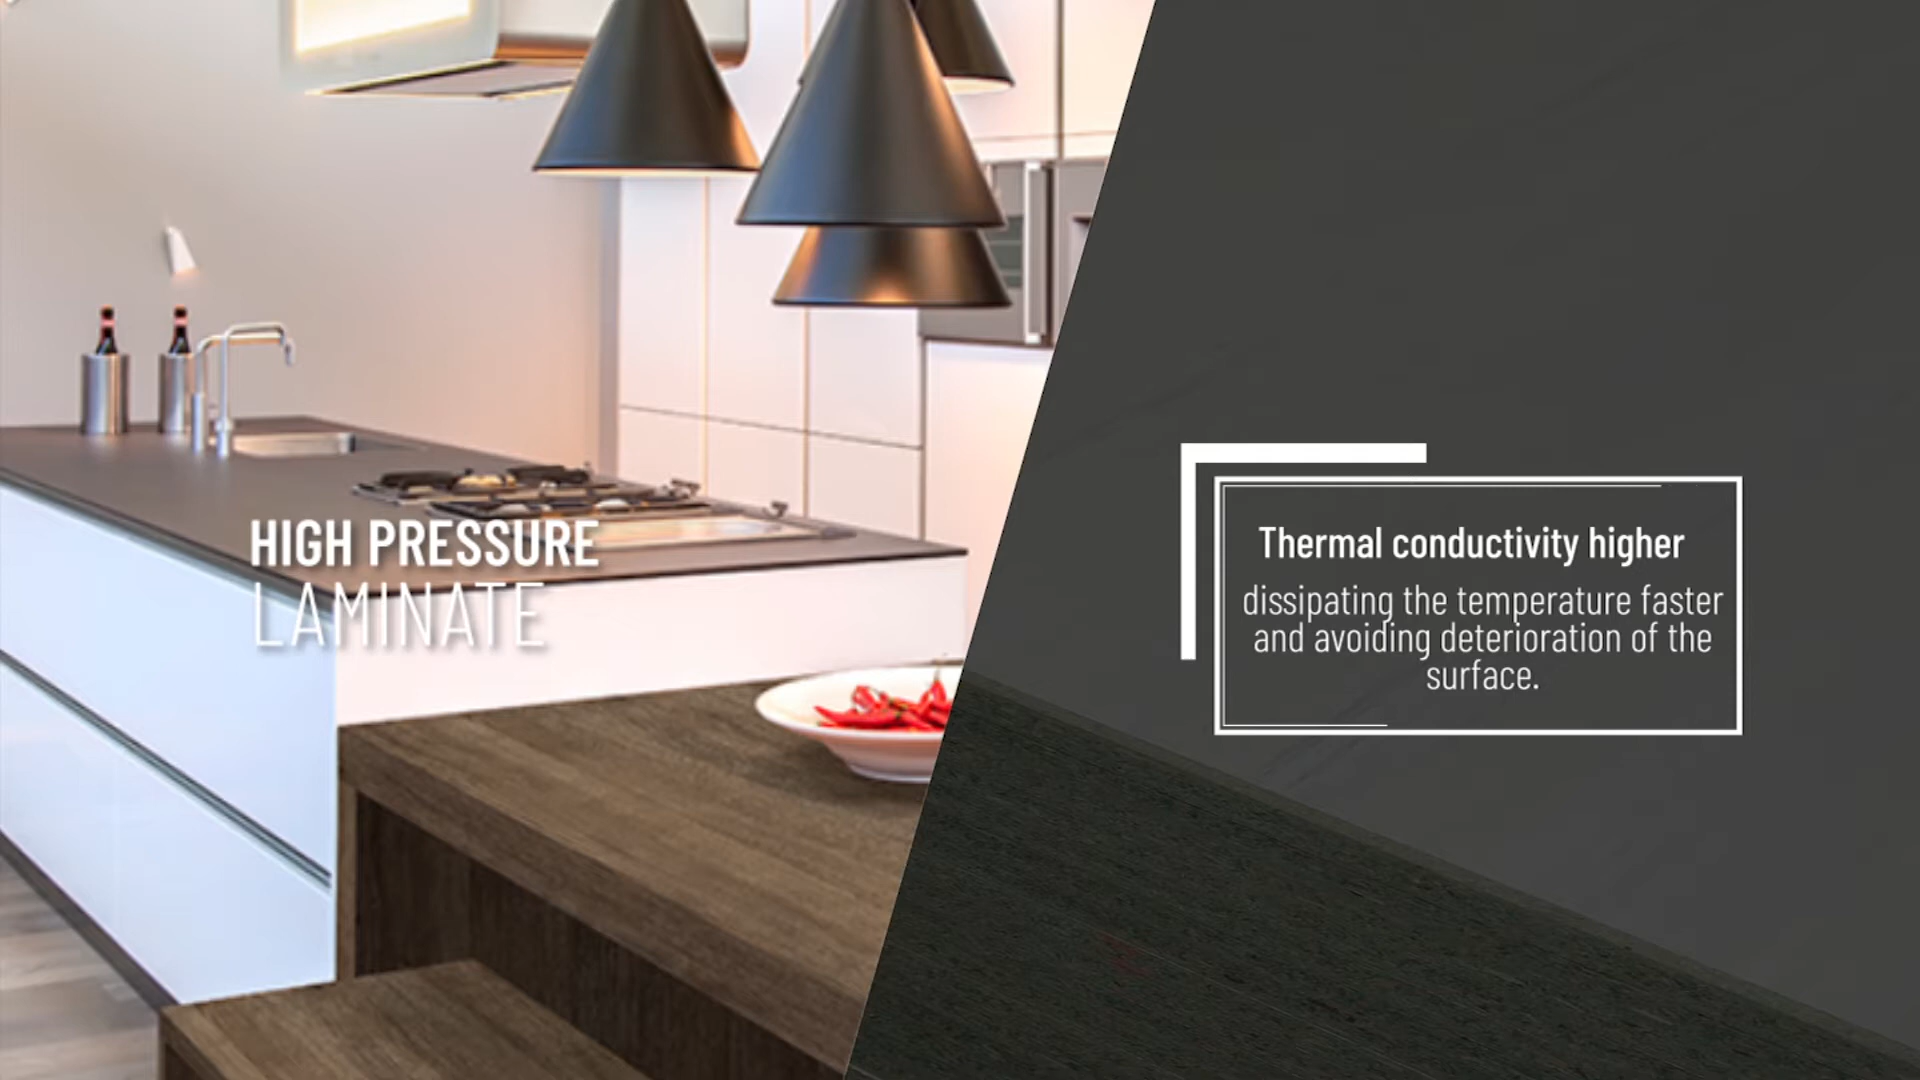 HIGH PRESSURE
LAMINATE
Thermal conductivity higher
dissipating the temperature faster
and avoiding deterioration of the
surface.